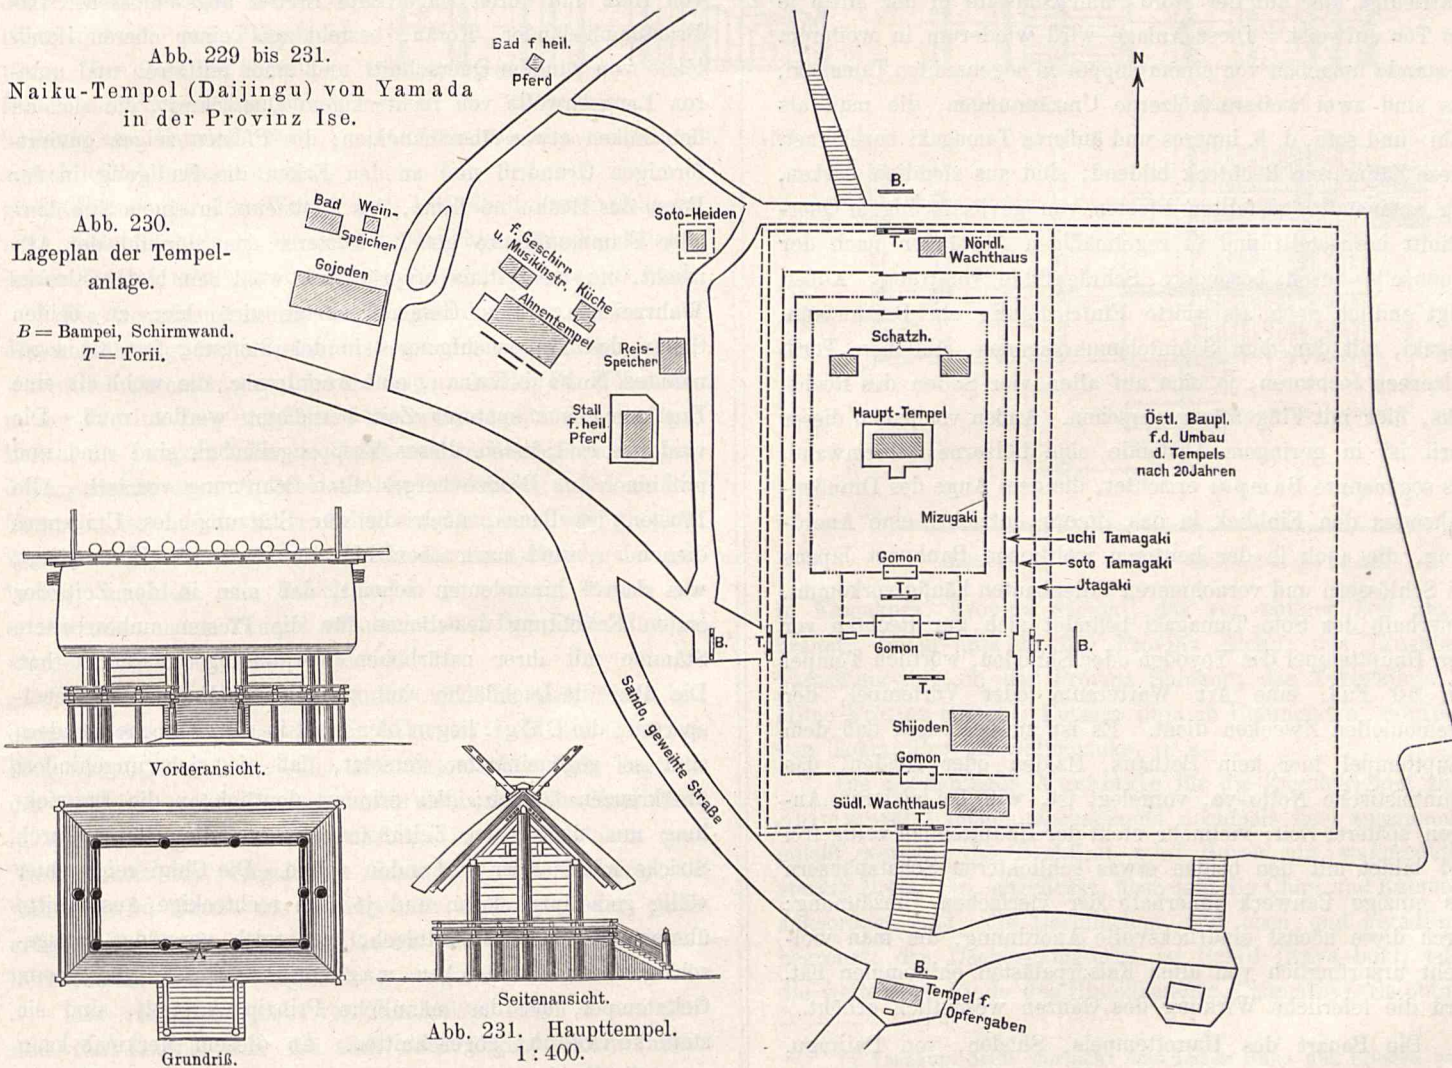 Abb. 229 bis 231.
Naiku-Tempel (Daijingu) von Yamada
in der Provinz Ise.
Abb. 230.
Lageplan der Tempel-
anlage.
B = Bampei, Schirmwand.
T = Torii.
Bad f heil.
Pferd
Bad
Wein-
Speichen
Gojoden
f. Geschirr
u. Musikinstr.
Küche
Ahnentempel
Soto-Heiden
Reis-
Speicher
Stall
f. heil
Pferd
N
B.
T.
Nördl.
Wachthaus
Schatzh.
Haupt-Tempel
Mizugaki
Östl. Baupl.
f.d. Umbau
d. Tempels
nach 20 Jahren
uchi Tamagaki
soto Tamagaki
Jtagaki
Gomon
T.
Gomon
B.
T.
B.
Shijoden
Gomon
Südl. Wachthaus
T.
Sando, geweihte Straße
B.
Tempel f.
Opfergaben
Vorderansicht.
Grundriß.
Seitenansicht.
Abb. 231. Haupttempel.
1 : 400.